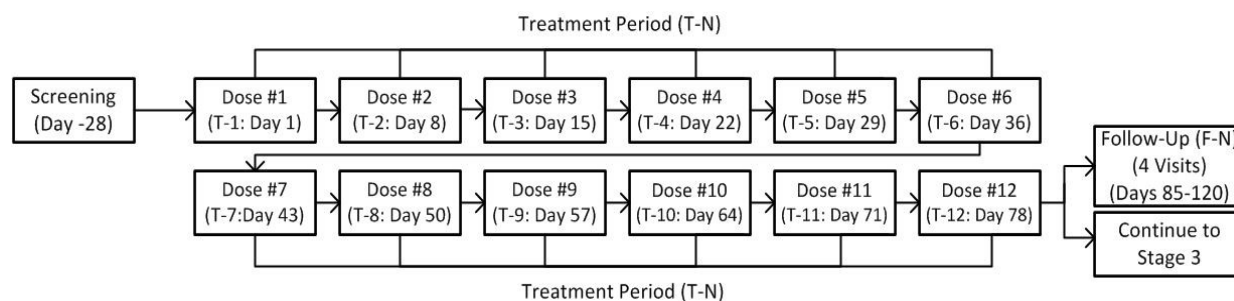 Treatment Period (T-N)
Screening
(Day -28)
Dose #1
(T-1: Day 1)
Dose #2
(T-2: Day 8)
Dose #3
(T-3: Day 15)
Dose #4
(T-4: Day 22)
Dose #5
(T-5: Day 29)
Dose #6
(T-6: Day 36)
Dose #7
(T-7:Day 43)
Dose #8
(T-8: Day 50)
Dose #9
(T-9: Day 57)
Dose #10
(T-10: Day 64)
Dose #11
(T-11: Day 71)
Dose #12
(T-12: Day 78)
Follow-Up (F-N)
(4 Visits)
(Days 85-120)
Continue to
Stage 3
Treatment Period (T-N)